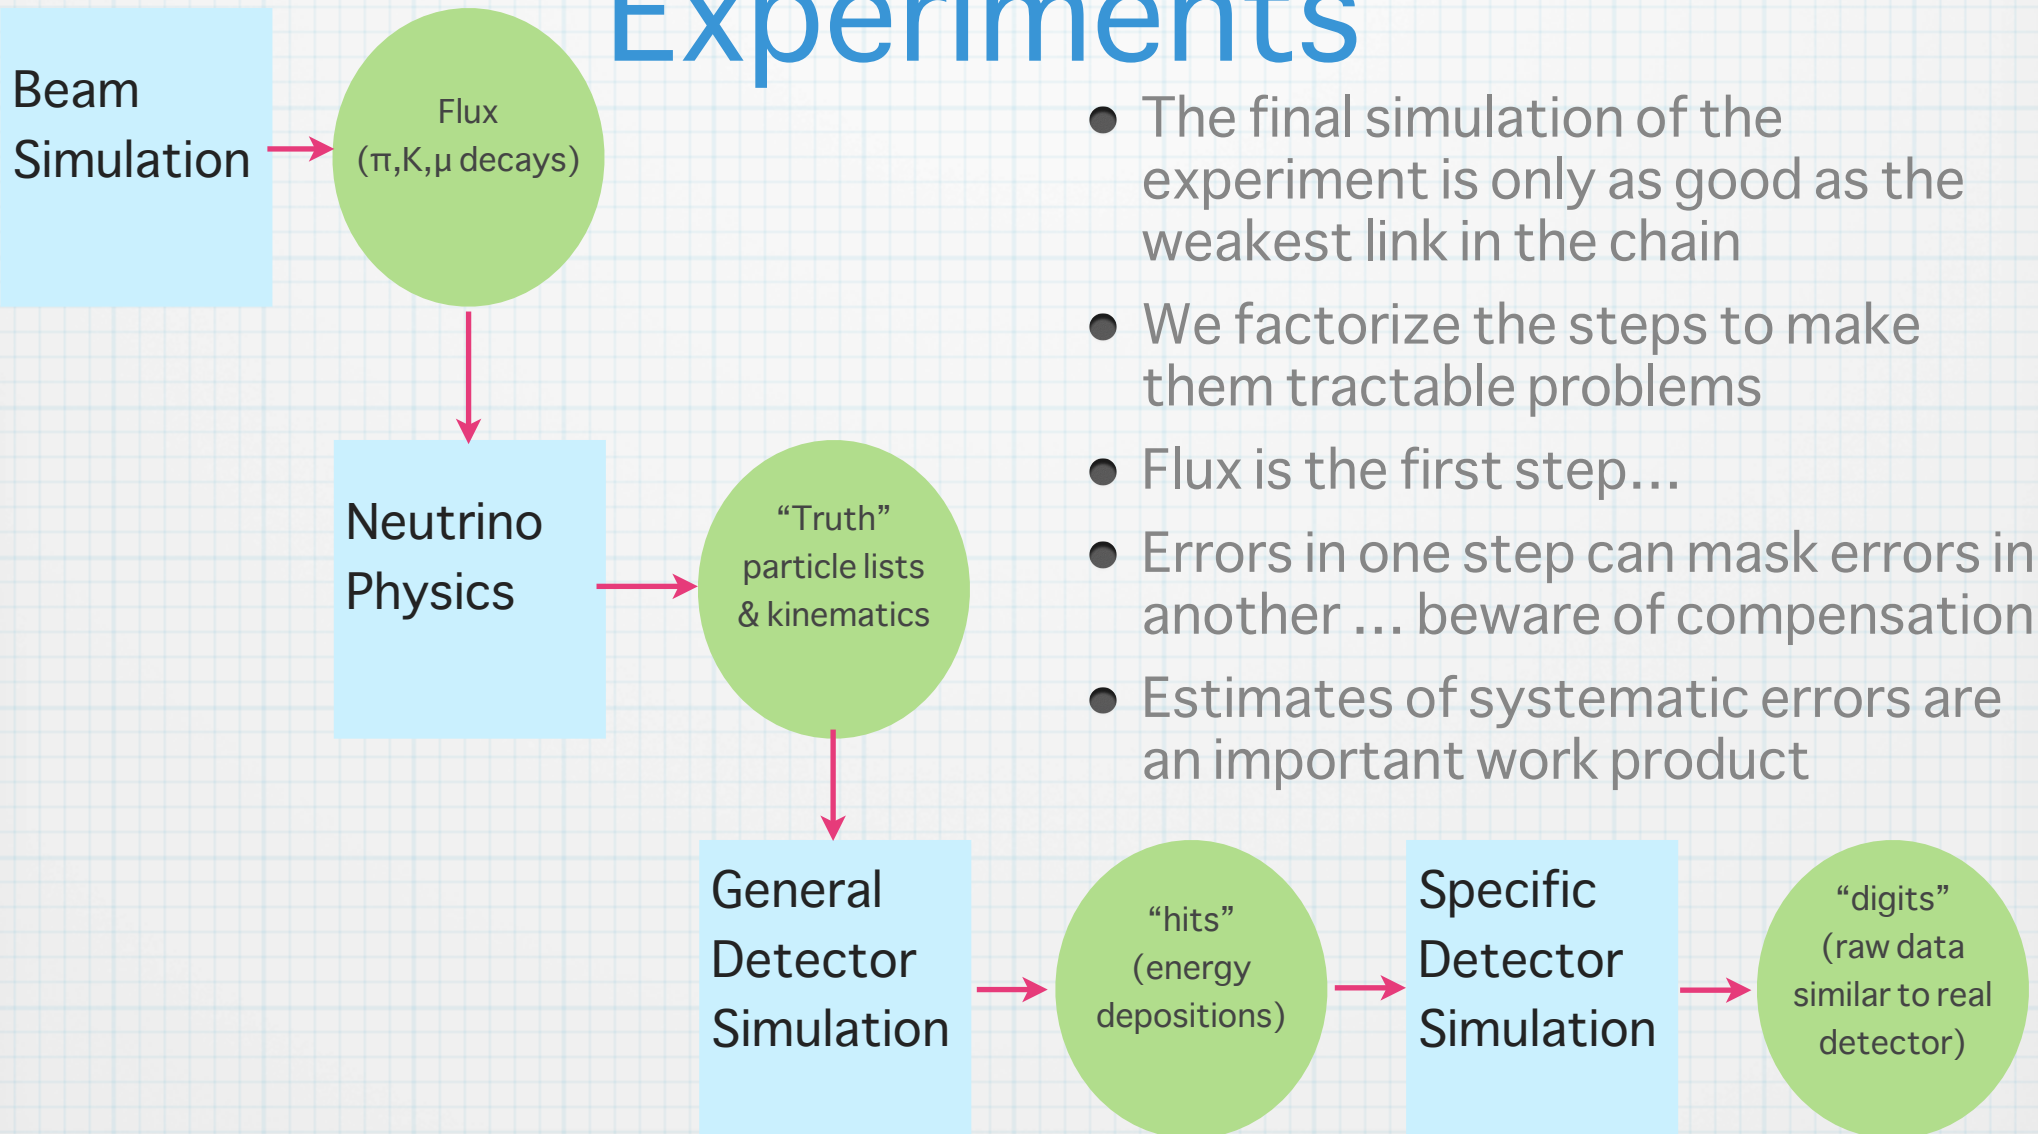 Experiments
Beam
Simulation
Flux
(π,K,μ decays)
● The final simulation of the
experiment is only as good as the
weakest link in the chain
● We factorize the steps to make
them tractable problems
● Flux is the first step…
● Errors in one step can mask errors in
another … beware of compensation
● Estimates of systematic errors are
an important work product
Neutrino
Physics
“Truth”
particle lists
& kinematics
General
Detector
Simulation
“hits”
(energy
depositions)
Specific
Detector
Simulation
“digits”
(raw data
similar to real
detector)